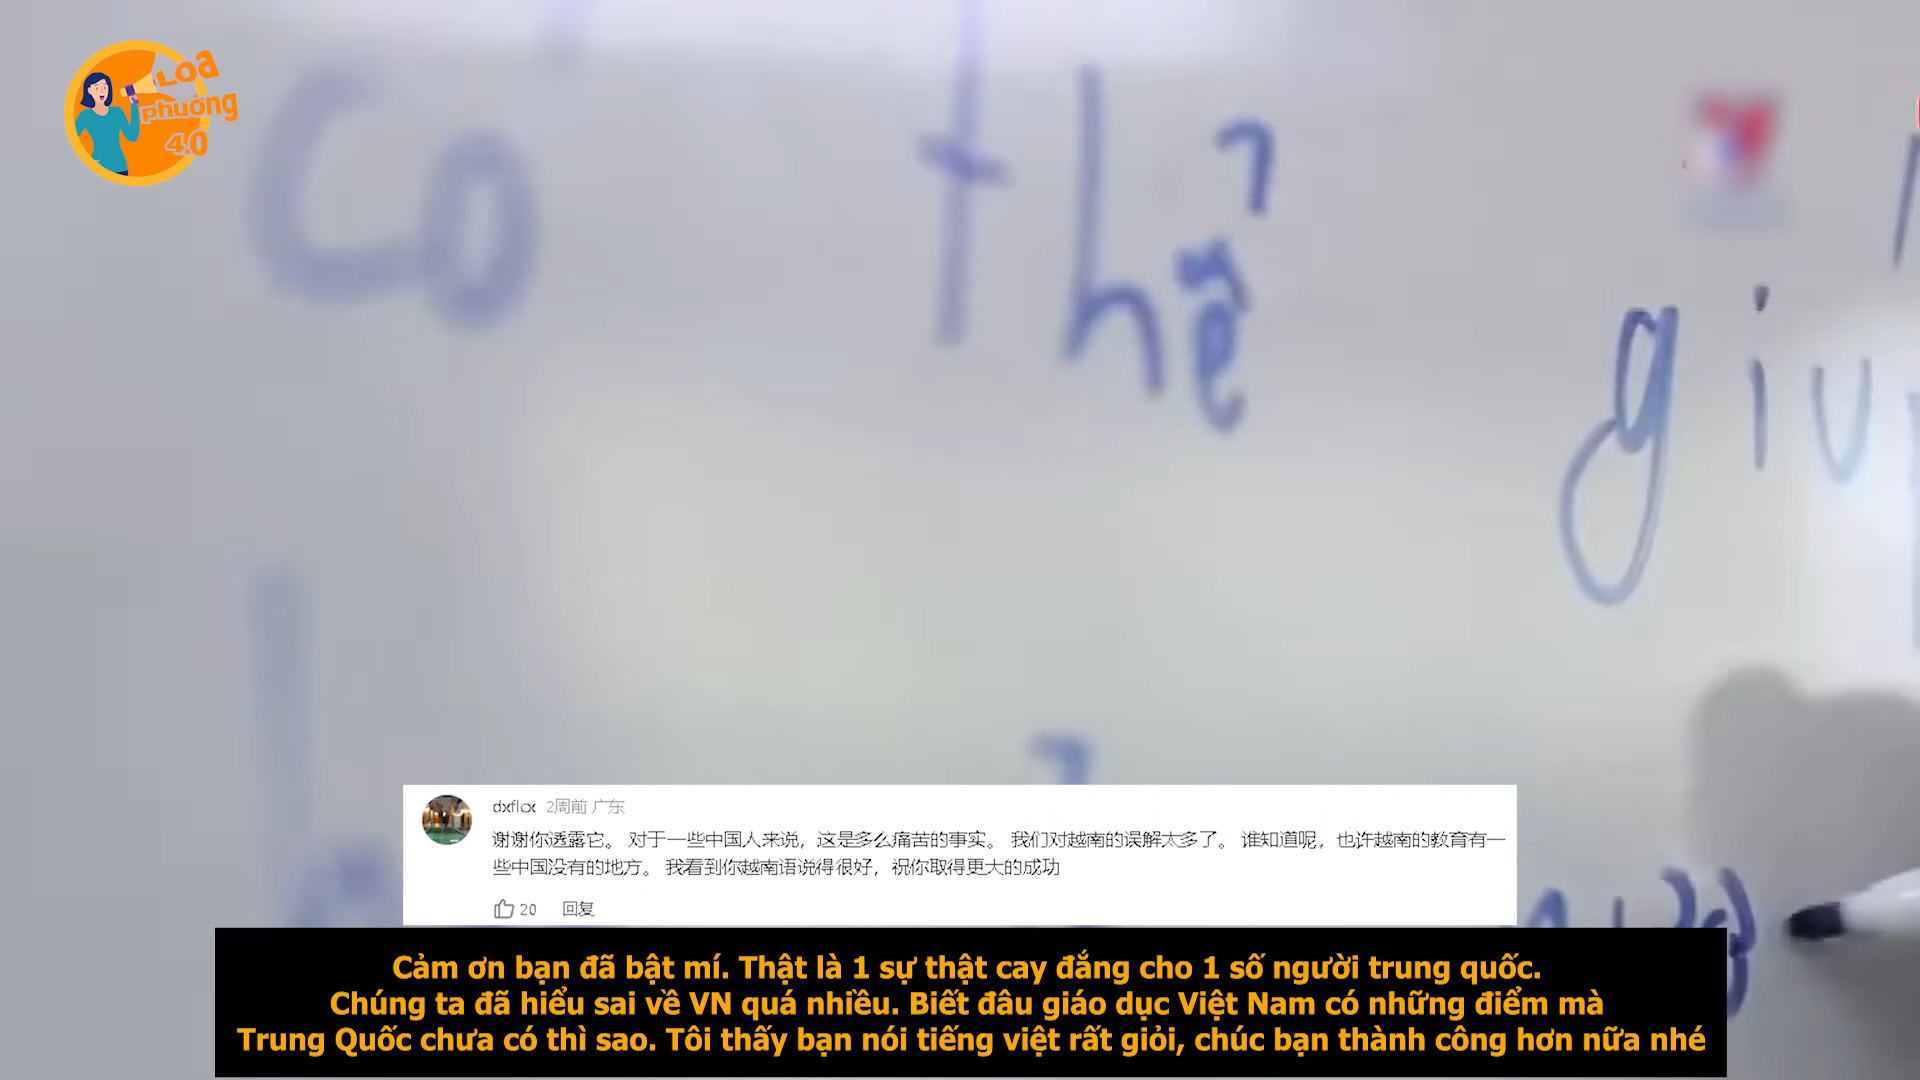 Loa
phường
4.0
Có thể
giú
dxflcx 2周前 广东
谢谢你透露它。 对于一些中国人来说，这是多么痛苦的事实。 我们对越南的误解太多了。 谁知道呢，也许越南的教育有一
些中国没有的地方。 我看到你越南语说得很好，祝你取得更大的成功
20 回复
Cảm ơn bạn đã bật mí. Thật là 1 sự thật cay đắng cho 1 số người trung quốc.
Chúng ta đã hiểu sai về VN quá nhiều. Biết đâu giáo dục Việt Nam có những điểm mà
Trung Quốc chưa có thì sao. Tôi thấy bạn nói tiếng việt rất giỏi, chúc bạn thành công hơn nữa nhé